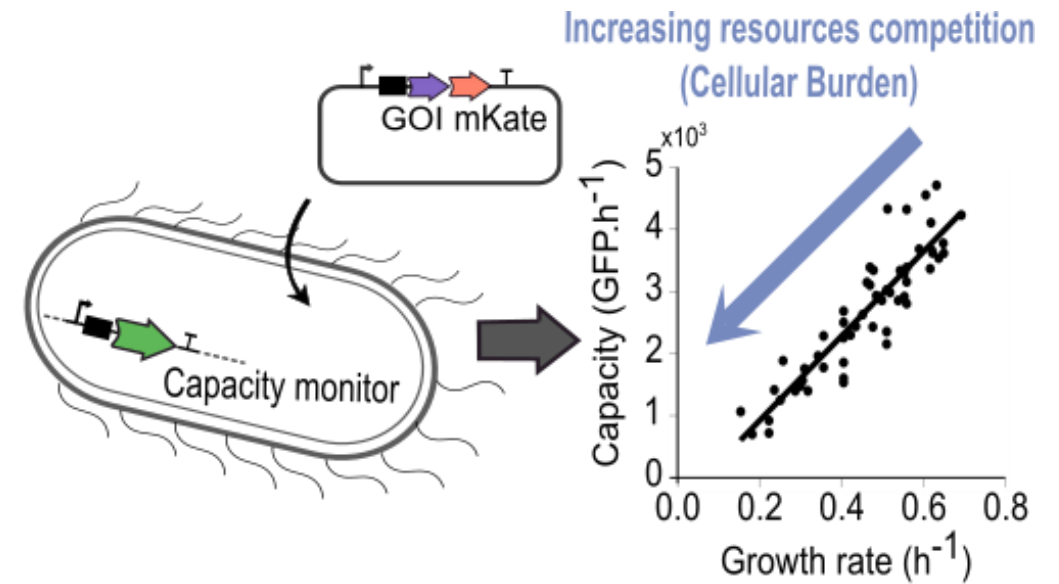 Increasing resources competition
(Cellular Burden)
GOI mKate
Capacity monitor
×10³
Capacity (GFP.h⁻¹)
5
4
3
2
1
0
0.0 0.2 0.4 0.6 0.8
Growth rate (h⁻¹)